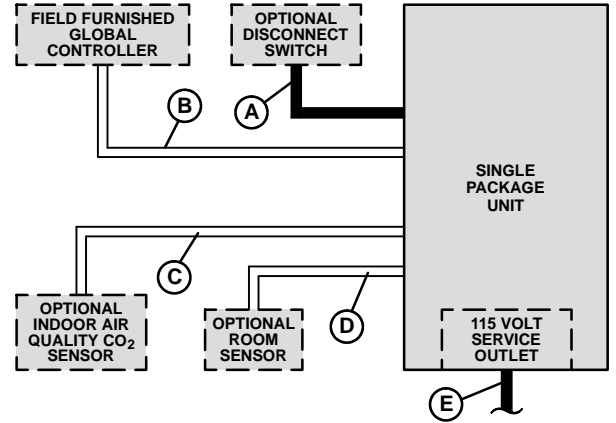 FIELD FURNISHED
GLOBAL
CONTROLLER
OPTIONAL
DISCONNECT
SWITCH
B
A
SINGLE
PACKAGE
UNIT
C
D
OPTIONAL
INDOOR AIR
QUALITY CO2
SENSOR
OPTIONAL
ROOM
SENSOR
115 VOLT
SERVICE
OUTLET
E